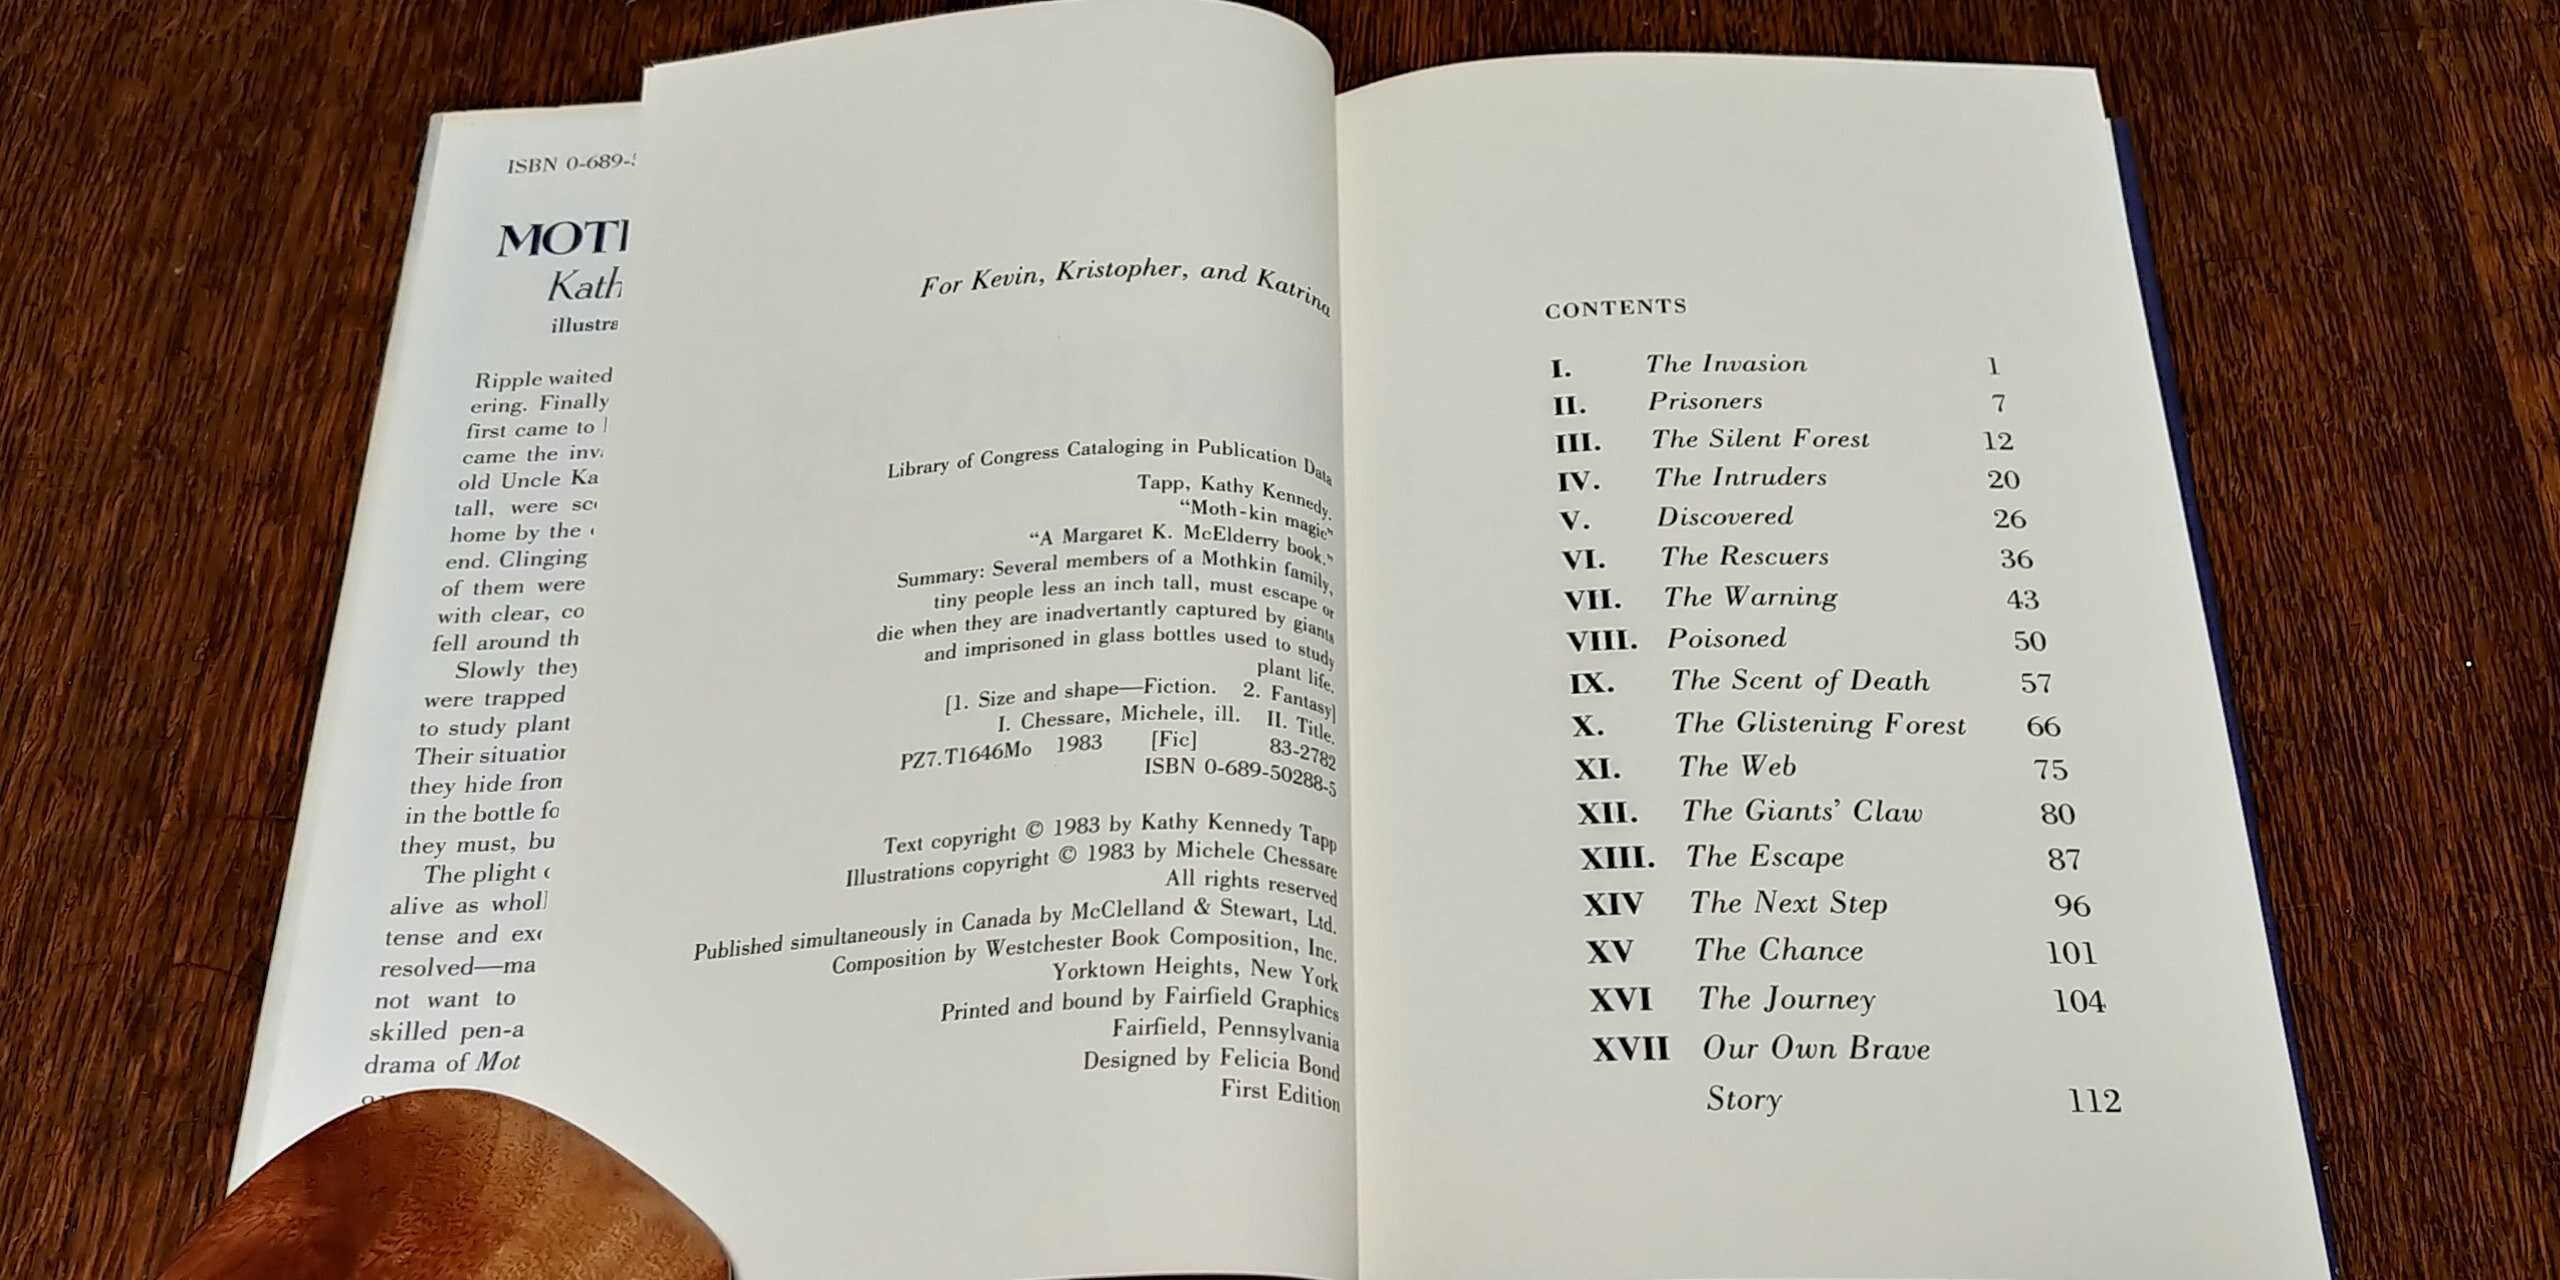 ISBN 0-689-
MOT
Kath
illustra
Ripple waited
ering. Finally
first came to
came the inv
old Uncle Ka
tall, were sc
home by the
end. Clinging
of them were
with clear, co
fell around th
Slowly they
were trapped
to study plant
Their situation
they hide from
in the bottle fo
they must, bu
The plight
alive as wholl
tense and exc
resolved—ma
not want to
skilled pen-a
drama of Mot
For Kevin, Kristopher, and Katrina
Library of Congress Cataloging in Publication Data
Tapp, Kathy Kennedy.
“Moth-kin magic”
“A Margaret K. McElderry book.”
Summary: Several members of a Mothkin family,
tiny people less an inch tall, must escape or
die when they are inadvertantly captured by giants
and imprisoned in glass bottles used to study
plant life.
[1. Size and shape—Fiction. 2. Fantasy]
I. Chessare, Michele, ill. II. Title.
PZ7.T1646Mo 1983 [Fic] 83-2782
ISBN 0-689-50288-5
Text copyright © 1983 by Kathy Kennedy Tapp
Illustrations copyright © 1983 by Michele Chessare
All rights reserved
Published simultaneously in Canada by McClelland & Stewart, Ltd.
Composition by Westchester Book Composition, Inc.
Yorktown Heights, New York
Printed and bound by Fairfield Graphics
Fairfield, Pennsylvania
Designed by Felicia Bond
First Edition
CONTENTS
I. The Invasion 1
II. Prisoners 7
III. The Silent Forest 12
IV. The Intruders 20
V. Discovered 26
VI. The Rescuers 36
VII. The Warning 43
VIII. Poisoned 50
IX. The Scent of Death 57
X. The Glistening Forest 66
XI. The Web 75
XII. The Giants’ Claw 80
XIII. The Escape 87
XIV The Next Step 96
XV The Chance 101
XVI The Journey 104
XVII Our Own Brave
Story 112